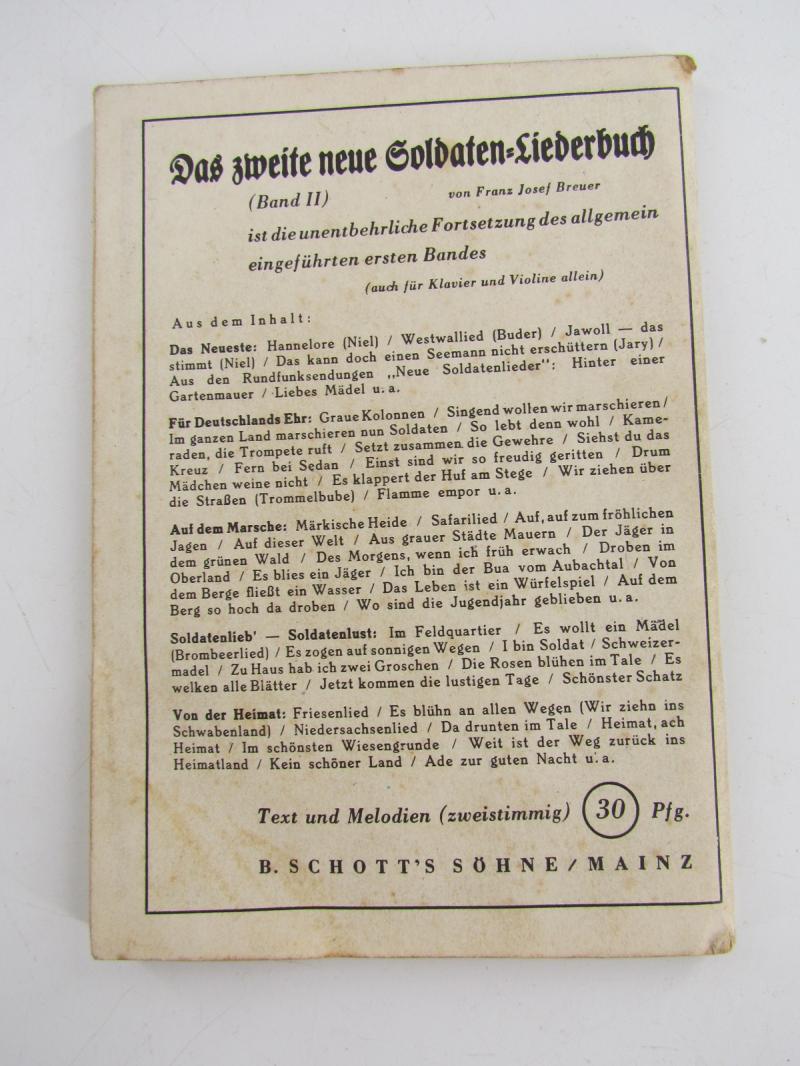 Das zweite neue Soldaten-Liederbuch
(Band II) von Franz Josef Breuer
ist die unentbehrliche Fortsetzung des allgemein
eingeführten ersten Bandes
(auch für Klavier und Violine allein)
Aus dem Inhalt:
Das Neueste: Hannelore (Niel) / Westwallied (Buder) / Jawoll — das
stimmt (Niel) / Das kann doch einen Seemann nicht erschüttern (Jary) /
Aus den Rundfunksendungen „Neue Soldatenlieder": Hinter einer
Gartenmauer / Liebes Mädel u. a.
Für Deutschlands Ehr: Graue Kolonnen / Singend wollen wir marschieren /
Im ganzen Land marschieren nun Soldaten / So lebt denn wohl / Kame-
raden, die Trompete ruft / Setzt zusammen die Gewehre / Siehst du das
Kreuz / Fern bei Sedan / Einst sind wir so freudig geritten / Drum
Mädchen weine nicht / Es klappert der Huf am Stege / Wir ziehen über
die Straßen (Trommelbube) / Flamme empor u. a.
Auf dem Marsche: Märkische Heide / Safarilied / Auf, auf zum fröhlichen
Jagen / Auf dieser Welt / Aus grauer Städte Mauern / Der Jäger in
dem grünen Wald / Des Morgens, wenn ich früh erwach / Droben im
Oberland / Es blies ein Jäger / Ich bin der Bua vom Aubachtal / Von
dem Berge fließt ein Wasser / Das Leben ist ein Würfelspiel / Auf dem
Berg so hoch da droben / Wo sind die Jugendjahr geblieben u. a.
Soldatenlieb' — Soldatenlust: Im Feldquartier / Es wollt ein Mädel
(Brombeerlied) / Es zogen auf sonnigen Wegen / I bin Soldat / Schweizer-
madel / Zu Haus hab ich zwei Groschen / Die Rosen blühen im Tale / Es
welken alle Blätter / Jetzt kommen die lustigen Tage / Schönster Schatz
Von der Heimat: Friesenlied / Es blühn an allen Wegen (Wir ziehn ins
Schwabenland) / Niedersachsenlied / Da drunten im Tale / Heimat, ach
Heimat / Im schönsten Wiesengrunde / Weit ist der Weg zurück ins
Heimatland / Kein schöner Land / Ade zur guten Nacht u. a.
Text und Melodien (zweistimmig) 30 Pfg.
B. SCHOTT'S SÖHNE / MAINZ